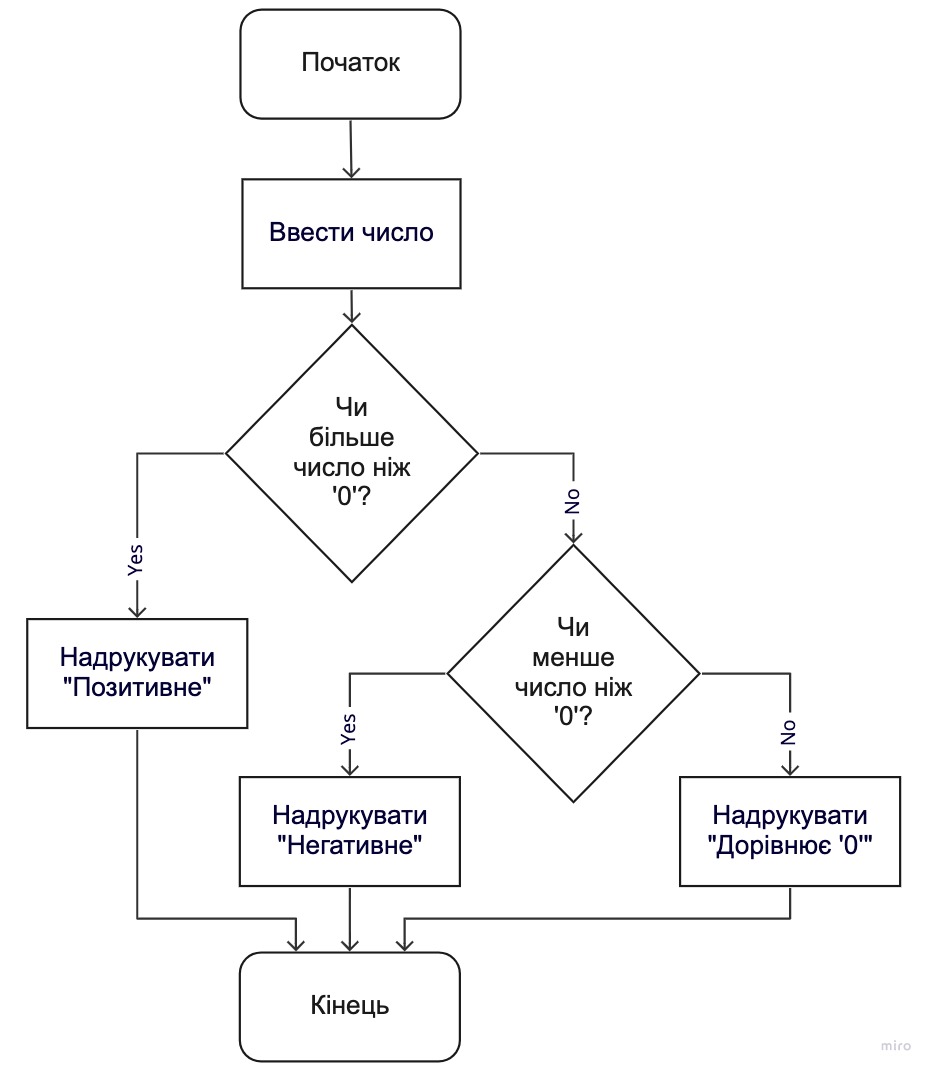 Початок
Ввести число
Чи
більше
число ніж
'0'?
Yes
No
Надрукувати
"Позитивне"
Чи
менше
число ніж
'0'?
Yes
No
Надрукувати
"Негативне"
Надрукувати
"Дорівнює '0'"
Кінець
miro